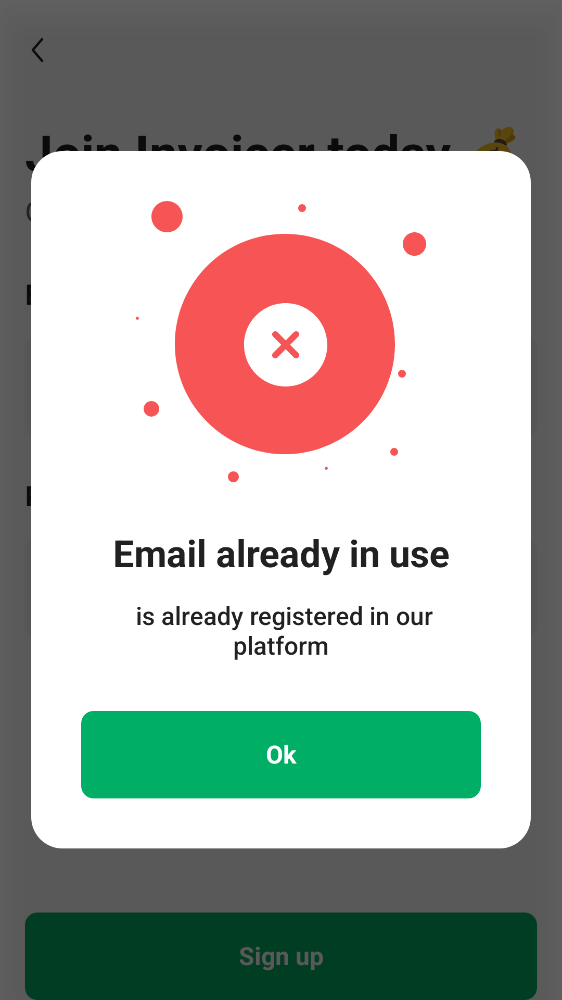 Join Invoicer today
Email already in use
is already registered in our
platform
Ok
Sign up